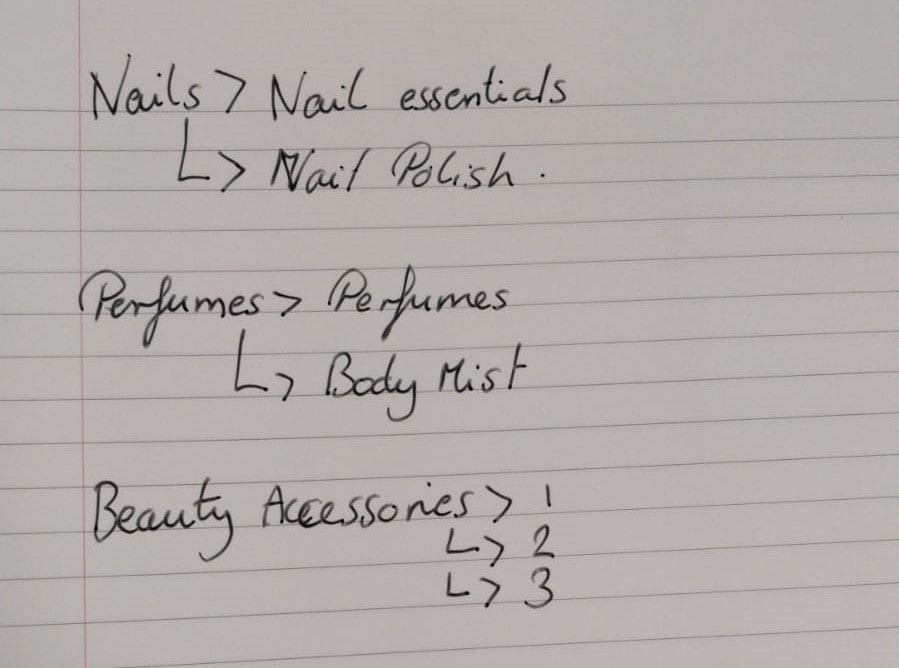 Nails > Nail essentials
↳ Nail Polish.
Perfumes > Perfumes
↳ Body Mist
Beauty Accessories > 1
↳ 2
↳ 3